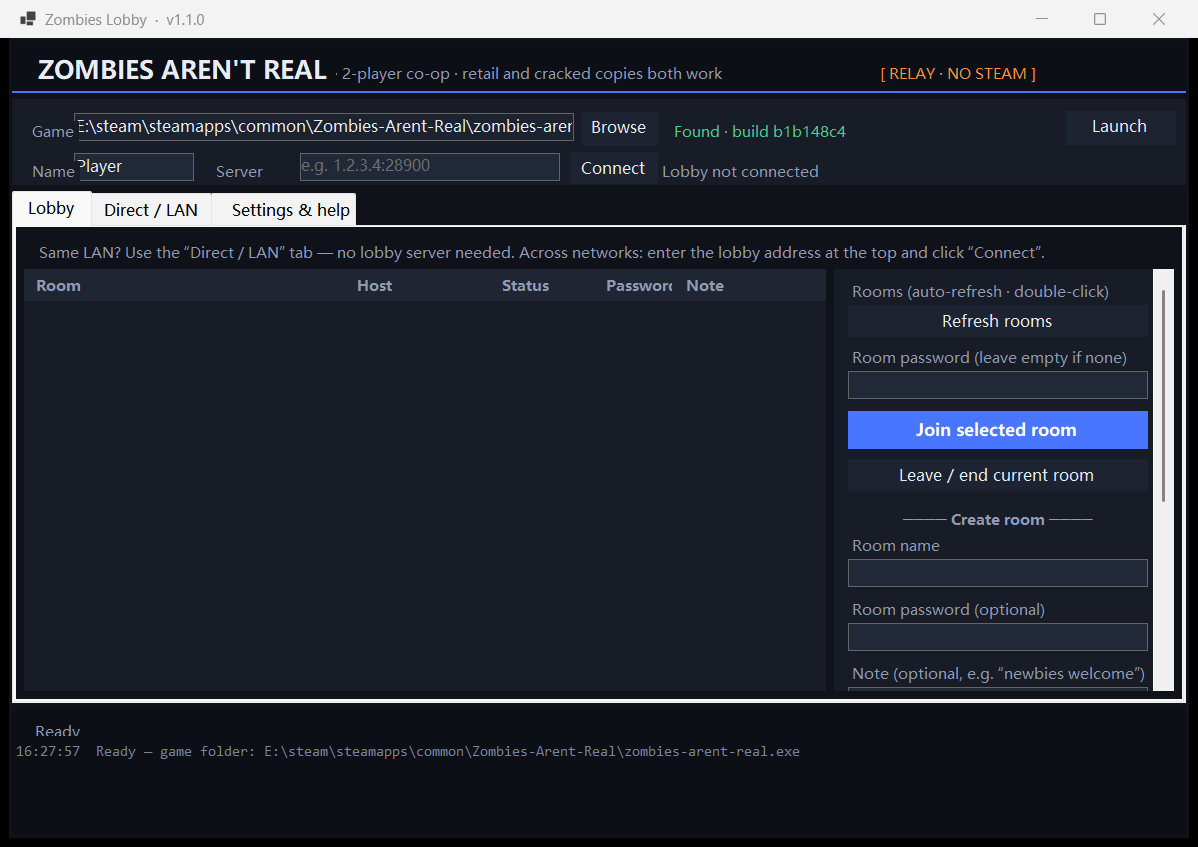 Zombies Lobby · v1.1.0
ZOMBIES AREN'T REAL · 2-player co-op · retail and cracked copies both work [ RELAY · NO STEAM ]
Game E:\steam\steamapps\common\Zombies-Arent-Real\zombies-aren Browse Found · build b1b148c4 Launch
Name Player Server e.g. 1.2.3.4:28900 Connect Lobby not connected
Lobby Direct / LAN Settings & help
Same LAN? Use the “Direct / LAN” tab — no lobby server needed. Across networks: enter the lobby address at the top and click “Connect”.
Room Host Status Password Note
Rooms (auto-refresh · double-click)
Refresh rooms
Room password (leave empty if none)
Join selected room
Leave / end current room
──── Create room ────
Room name
Room password (optional)
Note (optional, e.g. “newbies welcome”)
Ready
16:27:57 Ready — game folder: E:\steam\steamapps\common\Zombies-Arent-Real\zombies-arent-real.exe